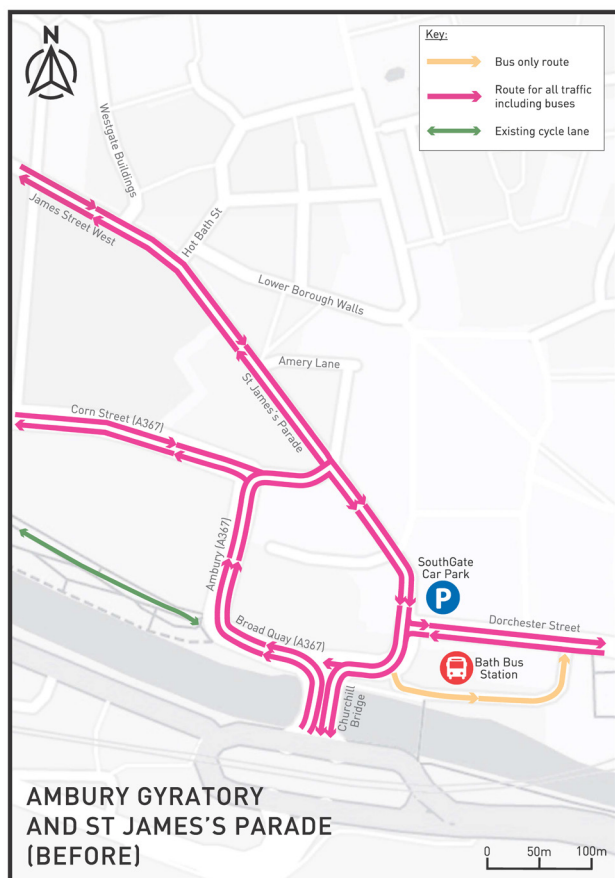 N
Key:
Bus only route
Route for all traffic
including buses
Existing cycle lane
Westgate Buildings
James Street West
Hot Bath St
Lower Borough Walls
Amery Lane
St James's Parade
Corn Street (A367)
Ambury (A367)
SouthGate
Car Park
P
Dorchester Street
Broad Quay (A367)
Bath Bus
Station
Churchill
Bridge
AMBURY GYRATORY
AND ST JAMES'S PARADE
(BEFORE)
0 50m 100m